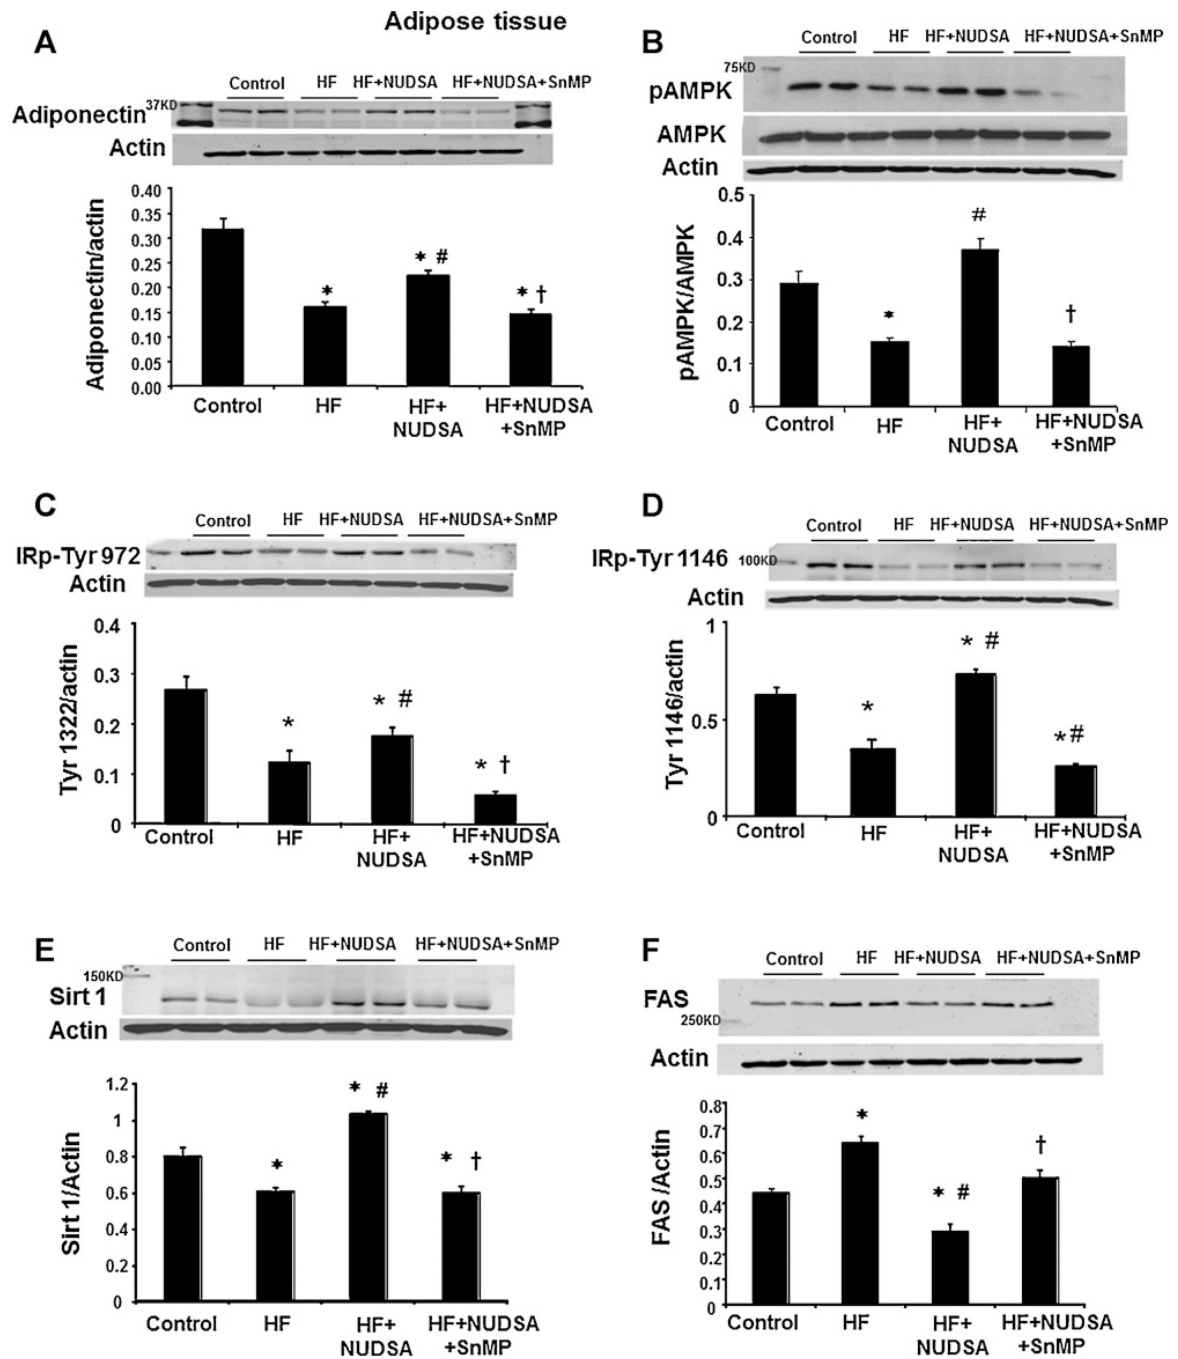 Adipose tissue
A
Control HF HF+NUDSA HF+NUDSA+SnMP
Adiponectin 37KD
Actin
Adiponectin/actin
0.40
0.35
0.30
0.25
0.20
0.15
0.10
0.05
0.00
*
* #
* †
Control HF HF+ HF+NUDSA
NUDSA +SnMP
B
Control HF HF+NUDSA HF+NUDSA+SnMP
75KD
pAMPK
AMPK
Actin
pAMPK/AMPK
0.5
0.4
0.3
0.2
0.1
0
*
#
†
Control HF HF+ HF+NUDSA
NUDSA +SnMP
C
Control HF HF+NUDSA HF+NUDSA+SnMP
IRp-Tyr 972
Actin
Tyr 1322/actin
0.4
0.3
0.2
0.1
0
*
* #
* †
Control HF HF+ HF+NUDSA
NUDSA +SnMP
D
Control HF HF+NUDSA HF+NUDSA+SnMP
IRp-Tyr 1146 100KD
Actin
Tyr 1146/actin
1
0.5
0
*
* #
*#
Control HF HF+ HF+NUDSA
NUDSA +SnMP
E
Control HF HF+NUDSA HF+NUDSA+SnMP
150KD
Sirt 1
Actin
Sirt 1/Actin
1.2
1
0.8
0.6
0.4
0.2
0
*
* #
* †
Control HF HF+ HF+NUDSA
NUDSA +SnMP
F
Control HF HF+NUDSA HF+NUDSA+SnMP
FAS
250KD
Actin
FAS /Actin
0.8
0.7
0.6
0.5
0.4
0.3
0.2
0.1
0
*
* #
†
Control HF HF+ HF+NUDSA
NUDSA +SnMP